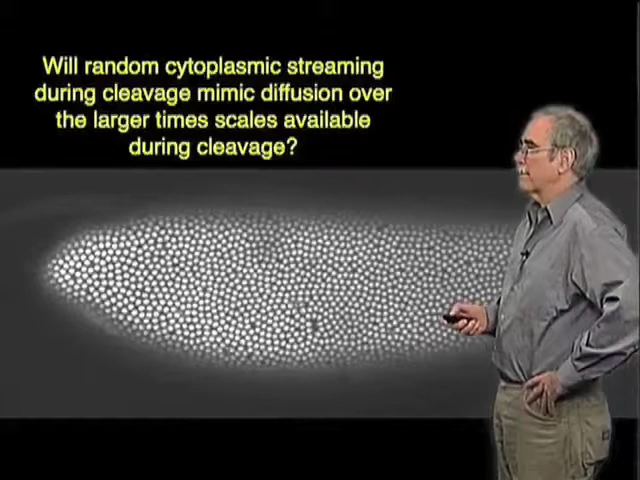 Will random cytoplasmic streaming
during cleavage mimic diffusion over
the larger times scales available
during cleavage?